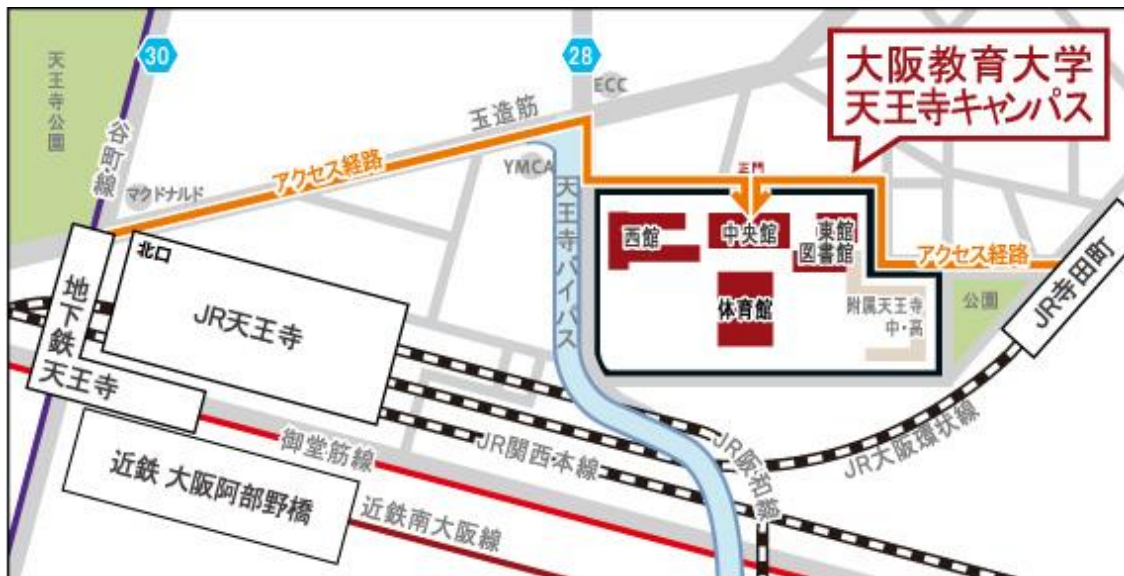 30
28
天王寺公園
谷町線
ECC
大阪教育大学
天王寺キャンパス
玉造筋
アクセス経路
YMCA
マクドナルド
正門
天王寺バイパス
西館
中央館
東館
図書館
アクセス経路
体育館
附属天王寺
中・高
公園
JR寺田町
北口
JR天王寺
地下鉄
天王寺
御堂筋線
JR関西本線
JR阪和線
JR大阪環状線
近鉄 大阪阿部野橋
近鉄南大阪線